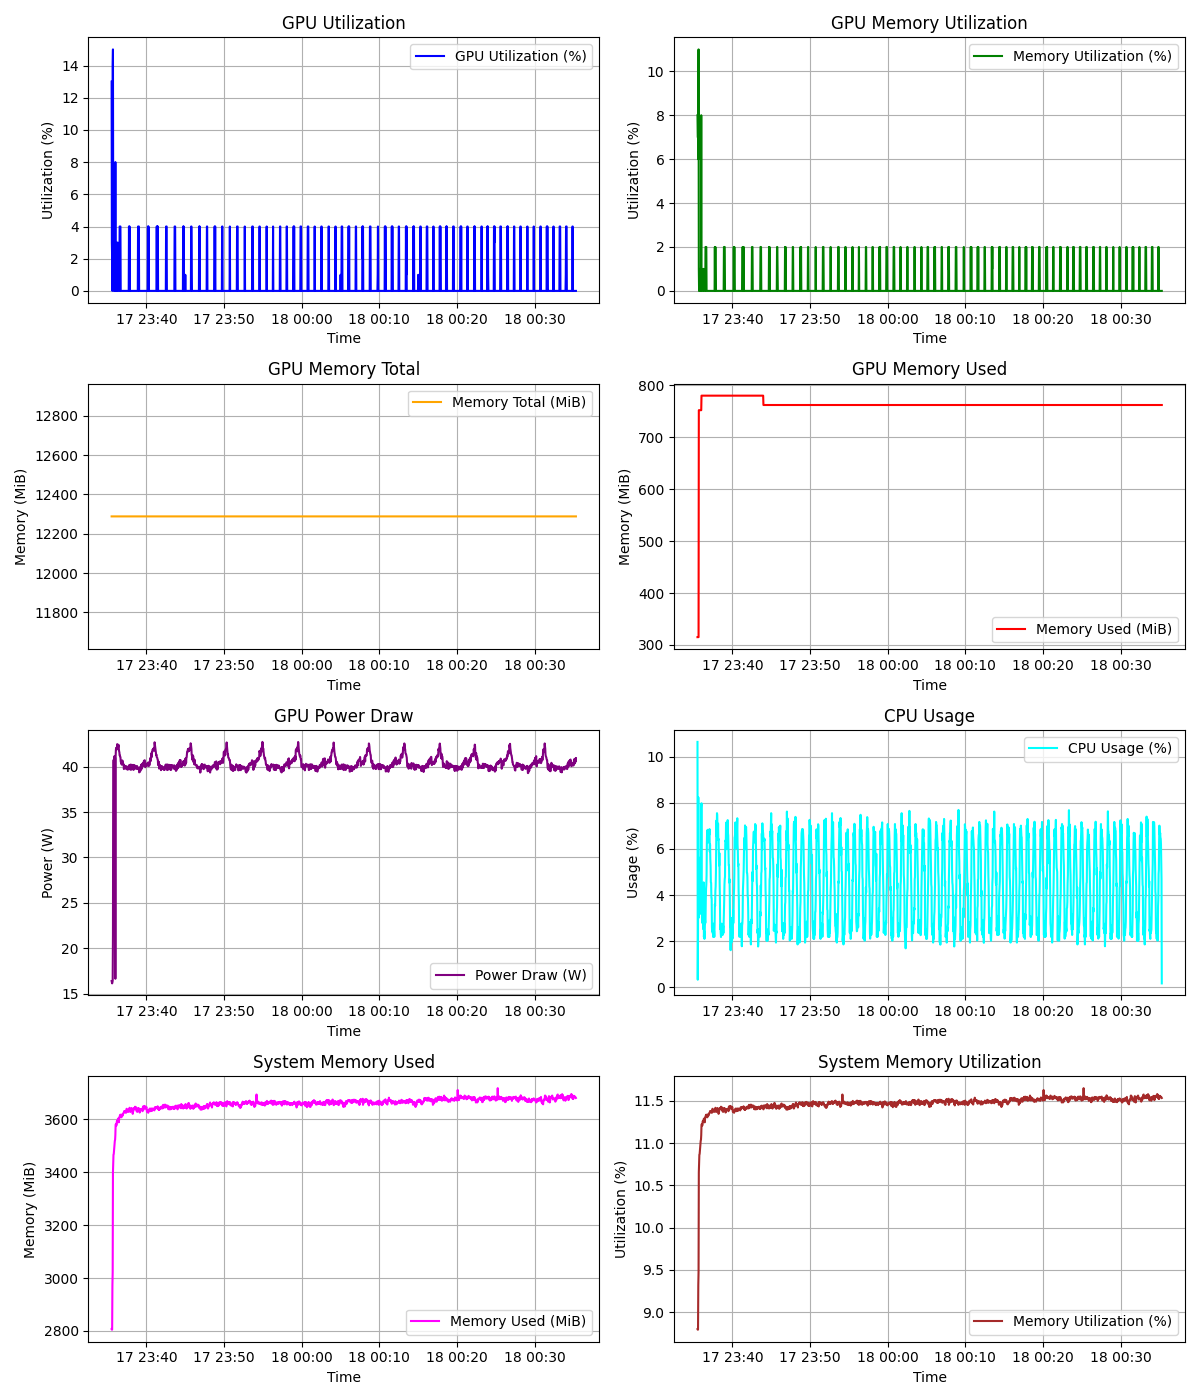 GPU Utilization
GPU Utilization (%)
Utilization (%)
14
12
10
8
6
4
2
0
17 23:40 17 23:50 18 00:00 18 00:10 18 00:20 18 00:30
Time
GPU Memory Utilization
Memory Utilization (%)
Utilization (%)
10
8
6
4
2
0
17 23:40 17 23:50 18 00:00 18 00:10 18 00:20 18 00:30
Time
GPU Memory Total
Memory Total (MiB)
Memory (MiB)
12800
12600
12400
12200
12000
11800
17 23:40 17 23:50 18 00:00 18 00:10 18 00:20 18 00:30
Time
GPU Memory Used
Memory (MiB)
800
700
600
500
400
300
Memory Used (MiB)
17 23:40 17 23:50 18 00:00 18 00:10 18 00:20 18 00:30
Time
GPU Power Draw
Power (W)
40
35
30
25
20
15
Power Draw (W)
17 23:40 17 23:50 18 00:00 18 00:10 18 00:20 18 00:30
Time
CPU Usage
CPU Usage (%)
Usage (%)
10
8
6
4
2
0
17 23:40 17 23:50 18 00:00 18 00:10 18 00:20 18 00:30
Time
System Memory Used
Memory (MiB)
3600
3400
3200
3000
2800
Memory Used (MiB)
17 23:40 17 23:50 18 00:00 18 00:10 18 00:20 18 00:30
Time
System Memory Utilization
Utilization (%)
11.5
11.0
10.5
10.0
9.5
9.0
Memory Utilization (%)
17 23:40 17 23:50 18 00:00 18 00:10 18 00:20 18 00:30
Time